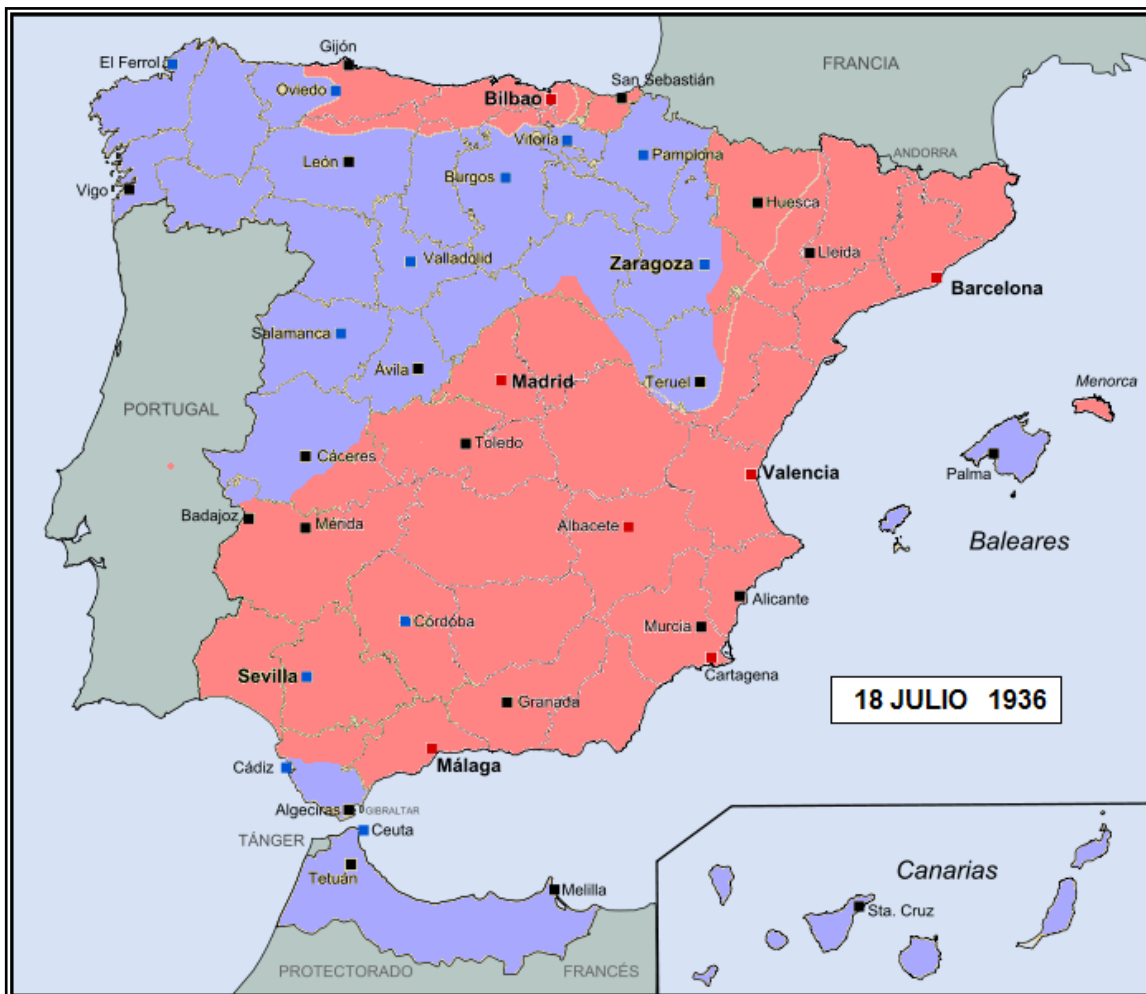 Gijón
El Ferrol
FRANCIA
San Sebastián
Oviedo
Bilbao
Vitoria
Pamplona
ANDORRA
León
Burgos
Vigo
Huesca
Lleida
Valladolid
Zaragoza
Barcelona
Salamanca
Ávila
Madrid
Teruel
Menorca
PORTUGAL
Toledo
Cáceres
Valencia
Palma
Badajoz
Mérida
Albacete
Baleares
Alicante
Córdóba
Murcia
Cartagena
Sevilla
Granada
18 JULIO 1936
Málaga
Cádiz
Algeciras
GIBRALTAR
Ceuta
TÁNGER
Tetuán
Canarias
Melilla
Sta. Cruz
PROTECTORADO
FRANCÉS